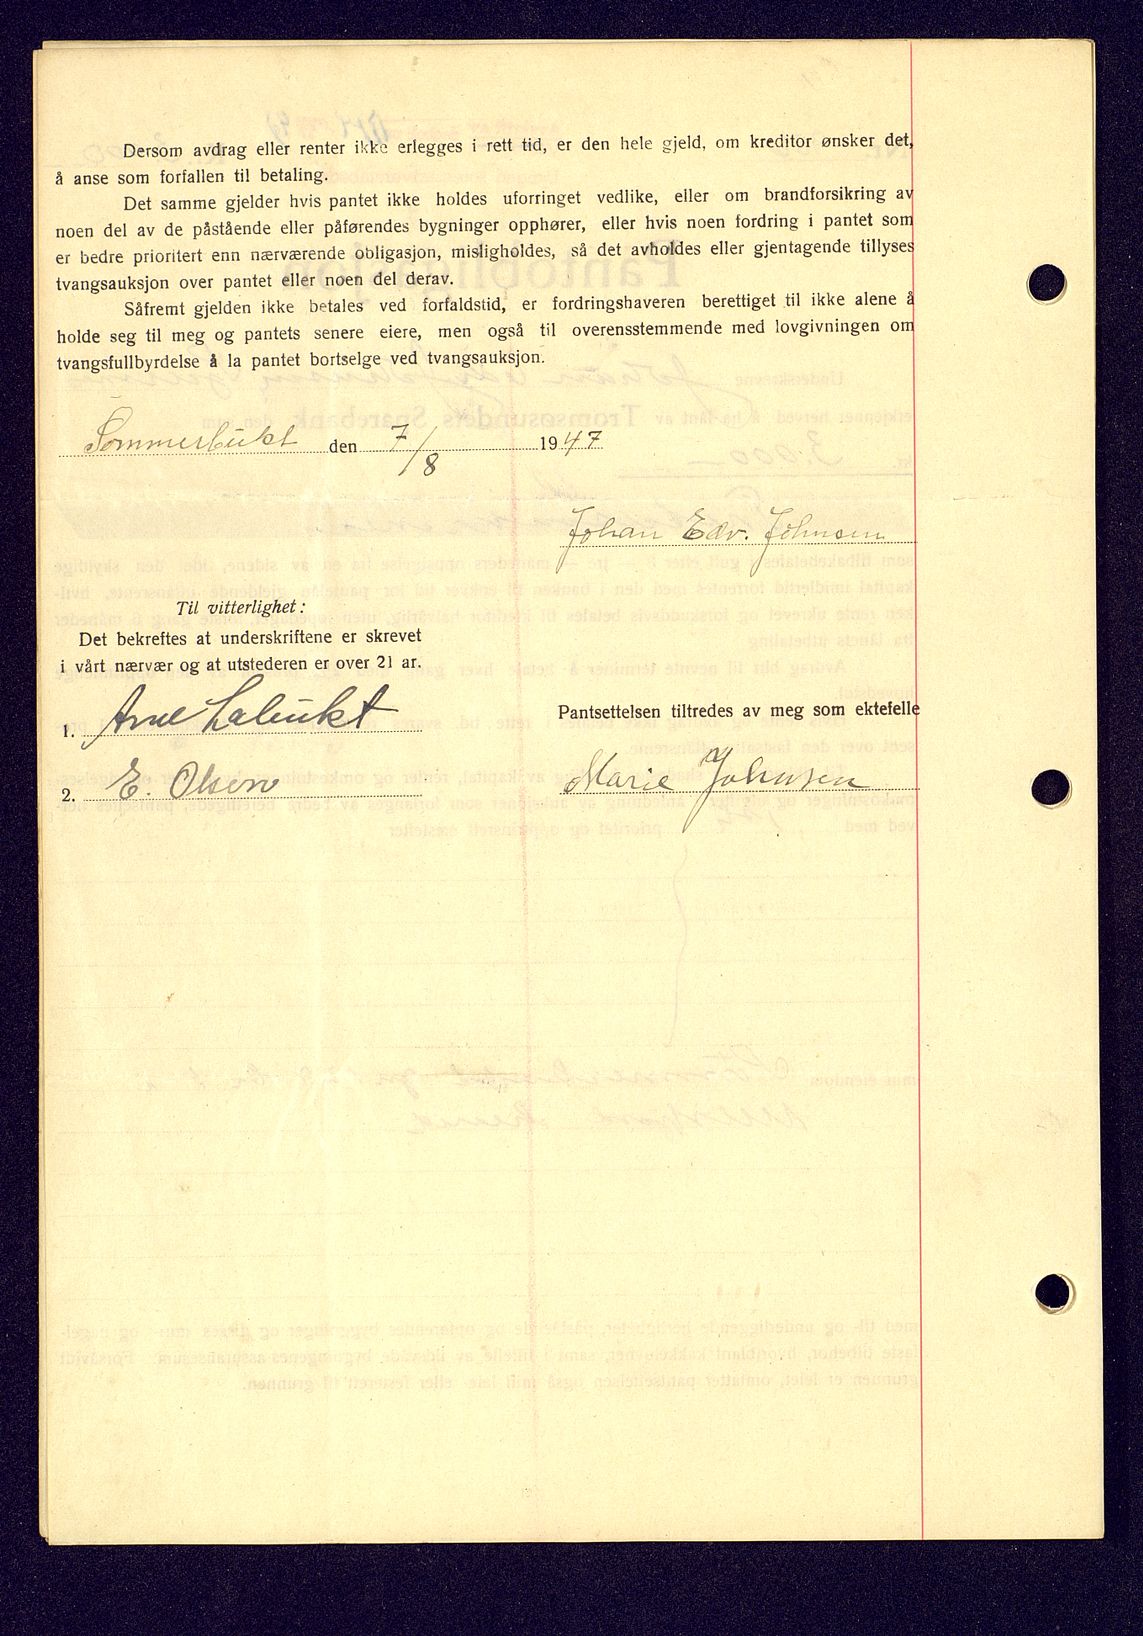 Dersom avdrag eller renter ikke erlegges i rett tid, er den hele gjeld, om kreditor ønsker det,
å anse som forfallen til betaling.
Det samme gjelder hvis pantet ikke holdes uforringet vedlike, eller om brandforsikring av
noen del av de påstående eller påførendes bygninger opphører, eller hvis noen fordring i pantet som
er bedre prioritert enn nærværende obligasjon, misligholdes, så det avholdes eller gjentagende tillyses
tvangsauksjon over pantet eller noen del derav.
Såfremt gjelden ikke betales ved forfaldstid, er fordringshaveren berettiget til ikke alene å
holde seg til meg og pantets senere eiere, men også til overensstemmende med lovgivningen om
tvangsfullbyrdelse å la pantet bortselge ved tvangsauksjon.
Sommerbukt den 7/8 1947
Johan Edv. Johnsen
Til vitterlighet:
Det bekreftes at underskriftene er skrevet
i vårt nærvær og at utstederen er over 21 ar.
Pantsettelsen tiltredes av meg som ektefelle
1. Arne Labukt
2. E. Olsen
Marie Johnsen